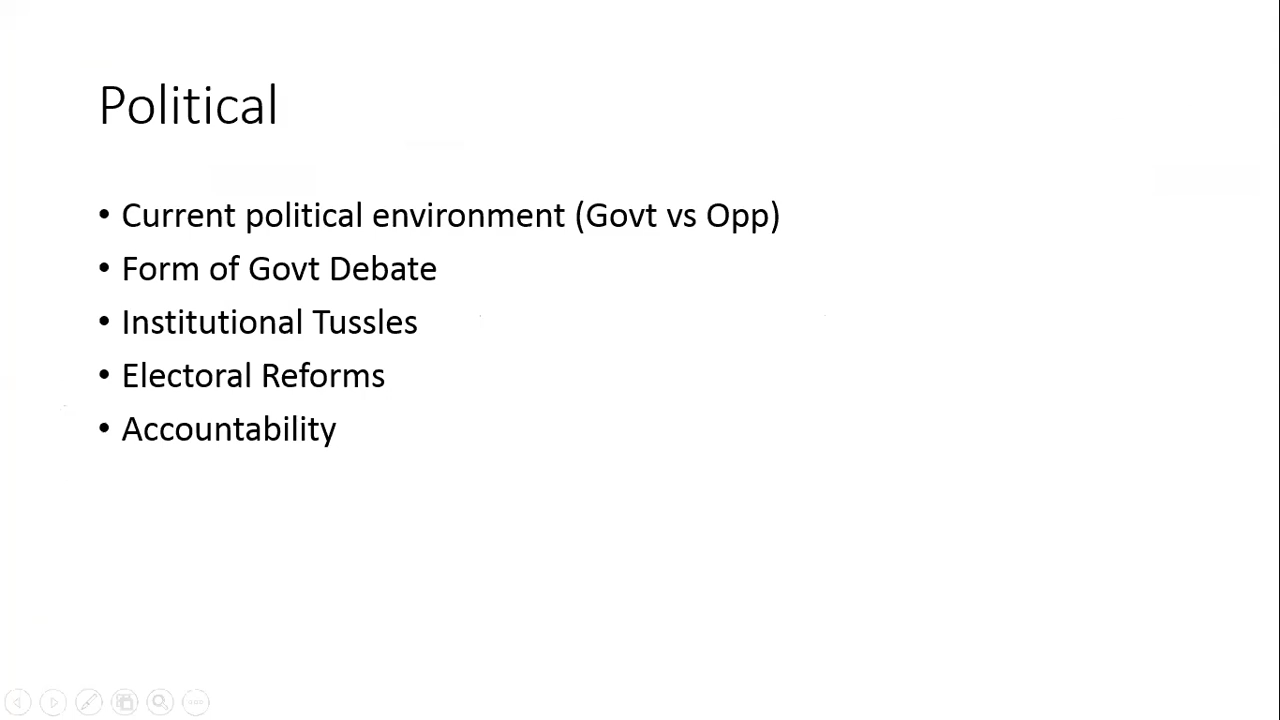 Political
• Current political environment (Govt vs Opp)
• Form of Govt Debate
• Institutional Tussles
• Electoral Reforms
• Accountability